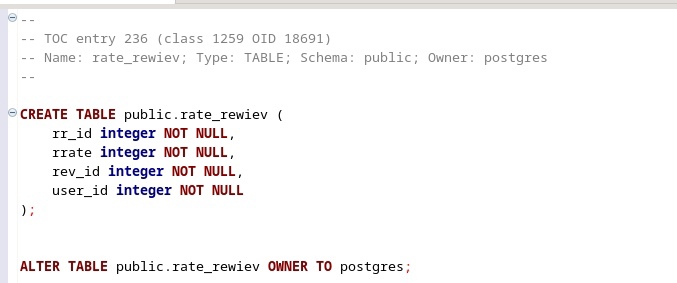 --
-- TOC entry 236 (class 1259 OID 18691)
-- Name: rate_rewiev; Type: TABLE; Schema: public; Owner: postgres
--
CREATE TABLE public.rate_rewiev (
    rr_id integer NOT NULL,
    rrate integer NOT NULL,
    rev_id integer NOT NULL,
    user_id integer NOT NULL
);
ALTER TABLE public.rate_rewiev OWNER TO postgres;